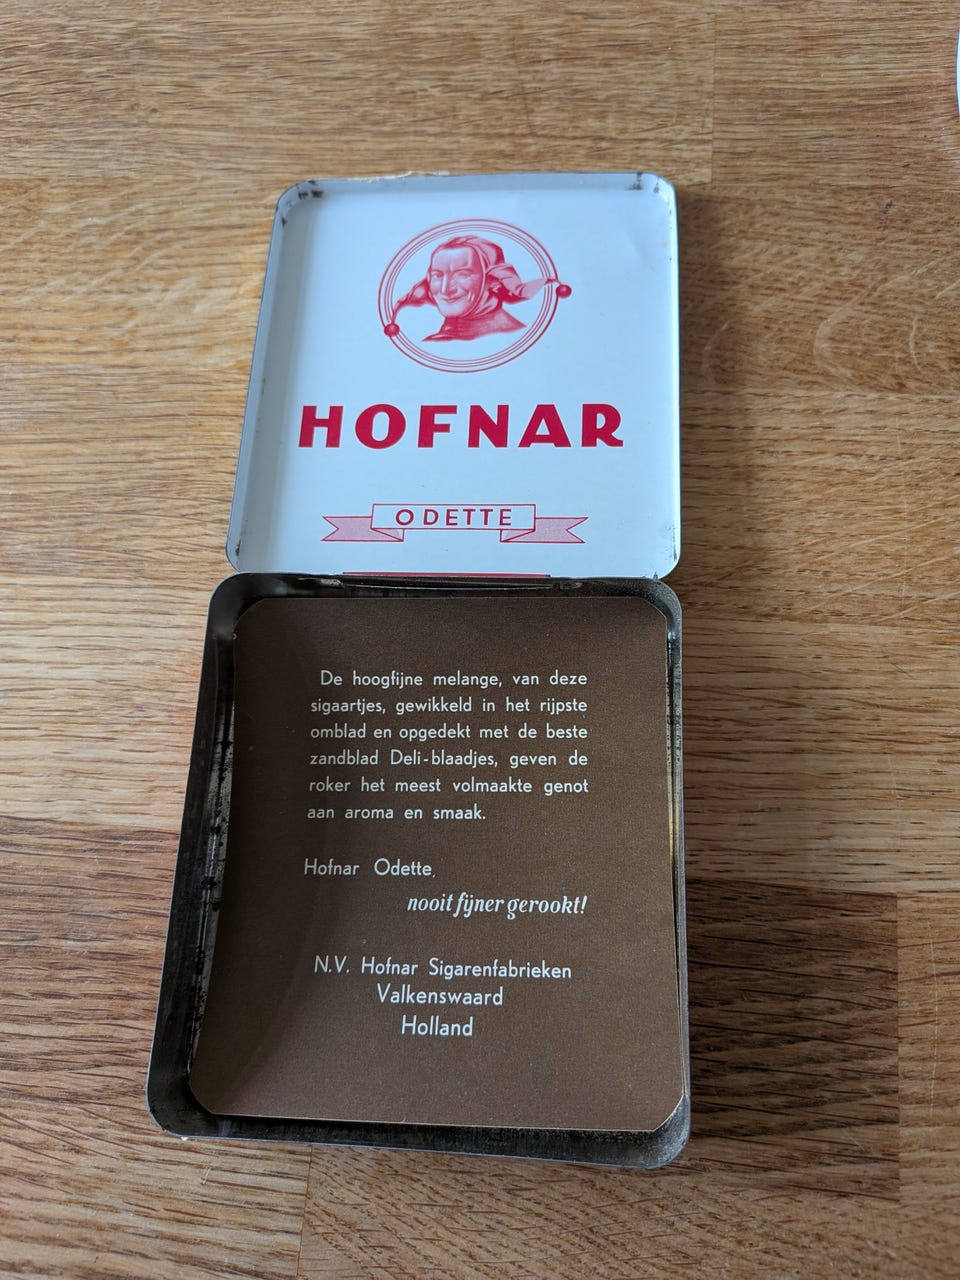 HOFNAR
ODETTE
De hoogfijne melange, van deze
sigaartjes, gewikkeld in het rijpste
omblad en opgedekt met de beste
zandblad Deli-blaadjes, geven de
roker het meest volmaakte genot
aan aroma en smaak.
Hofnar Odette,
nooit fijner gerookt!
N.V. Hofnar Sigarenfabrieken
Valkenswaard
Holland